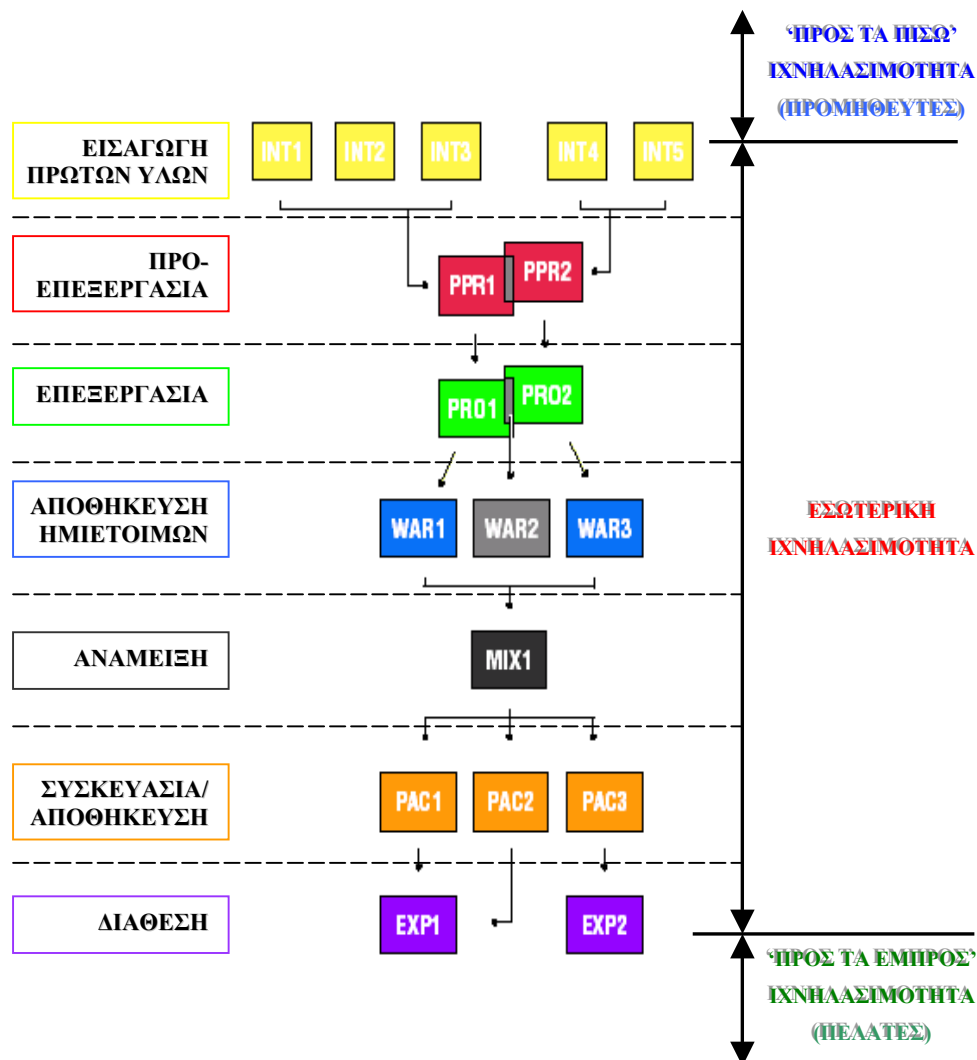 ‘ΠΡΟΣ ΤΑ ΠΙΣΩ’
ΙΧΝΗΛΑΣΙΜΟΤΗΤΑ
(ΠΡΟΜΗΘΕΥΤΕΣ)
ΕΙΣΑΓΩΓΗ
ΠΡΩΤΩΝ ΥΛΩΝ
INT1 INT2 INT3 INT4 INT5
ΠΡΟ-
ΕΠΕΞΕΡΓΑΣΙΑ
PPR1 PPR2
ΕΠΕΞΕΡΓΑΣΙΑ
PRO1 PRO2
ΑΠΟΘΗΚΕΥΣΗ
ΗΜΙΕΤΟΙΜΩΝ
WAR1 WAR2 WAR3
ΕΣΩΤΕΡΙΚΗ
ΙΧΝΗΛΑΣΙΜΟΤΗΤΑ
ΑΝΑΜΕΙΞΗ
MIX1
ΣΥΣΚΕΥΑΣΙΑ/
ΑΠΟΘΗΚΕΥΣΗ
PAC1 PAC2 PAC3
ΔΙΑΘΕΣΗ
EXP1 EXP2
‘ΠΡΟΣ ΤΑ ΕΜΠΡΟΣ’
ΙΧΝΗΛΑΣΙΜΟΤΗΤΑ
(ΠΕΛΑΤΕΣ)